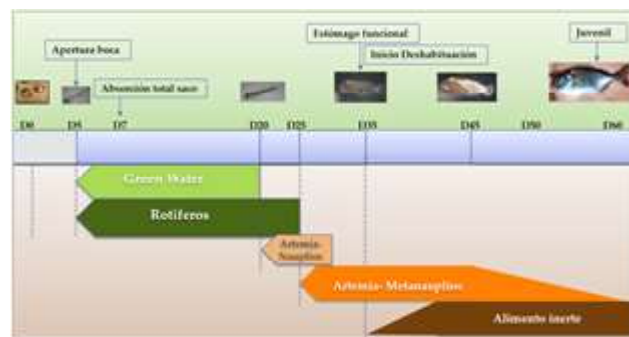 Estómago funcional
Juvenil
Apertura boca
Inicio Deshabituación
Absorción total saco
D0
D5
D7
D20
D25
D35
D45
D50
D60
Green Water
Rotíferos
Artemia-
Nauplios
Artemia- Metanauplios
Alimento inerte